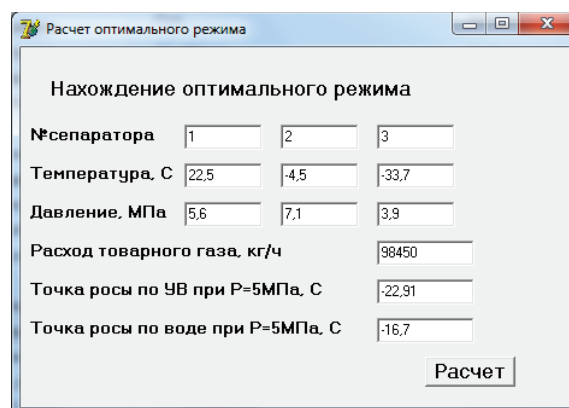 Расчет оптимального режима
Нахождение оптимального режима
№сепаратора 1 2 3
Температура, С 22,5 -4,5 -33,7
Давление, МПа 5,6 7,1 3,9
Расход товарного газа, кг/ч 98450
Точка росы по УВ при Р=5МПа, С -22,91
Точка росы по воде при Р=5МПа, С -16,7
Расчет